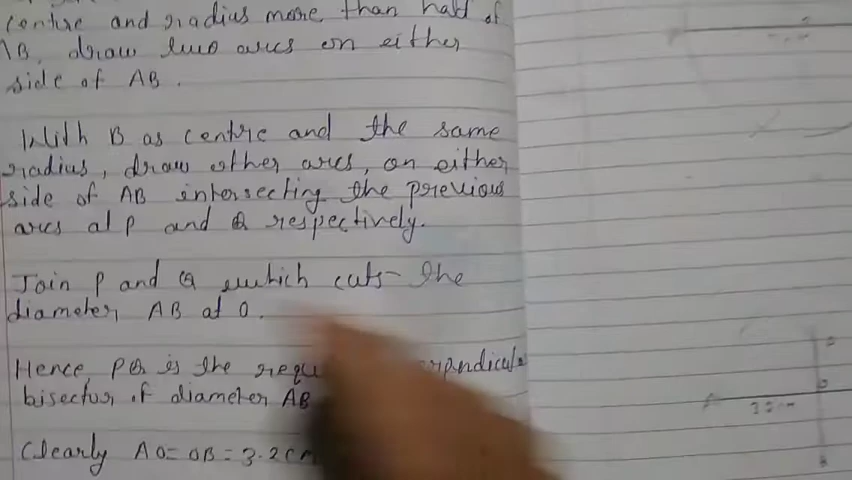 centre and radius more than half of
AB, draw two arcs on either
side of AB.
With B as centre and the same
radius, draw other arcs, on either
side of AB intersecting the previous
arcs at P and Q respectively.
Join P and Q which cuts the
diameter AB at O.
Hence PQ is the
bisector of diameter AB
Clearly AO = OB = 3.2 cm